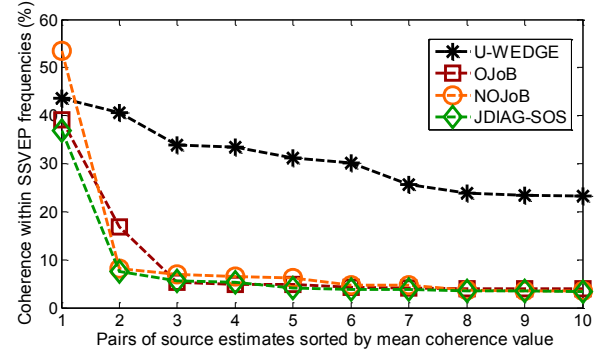 Coherence within SSVEP frequencies (%)
60
50
40
30
20
10
0
U-WEDGE
OJoB
NOJoB
JDIAG-SOS
1 2 3 4 5 6 7 8 9 10
Pairs of source estimates sorted by mean coherence value